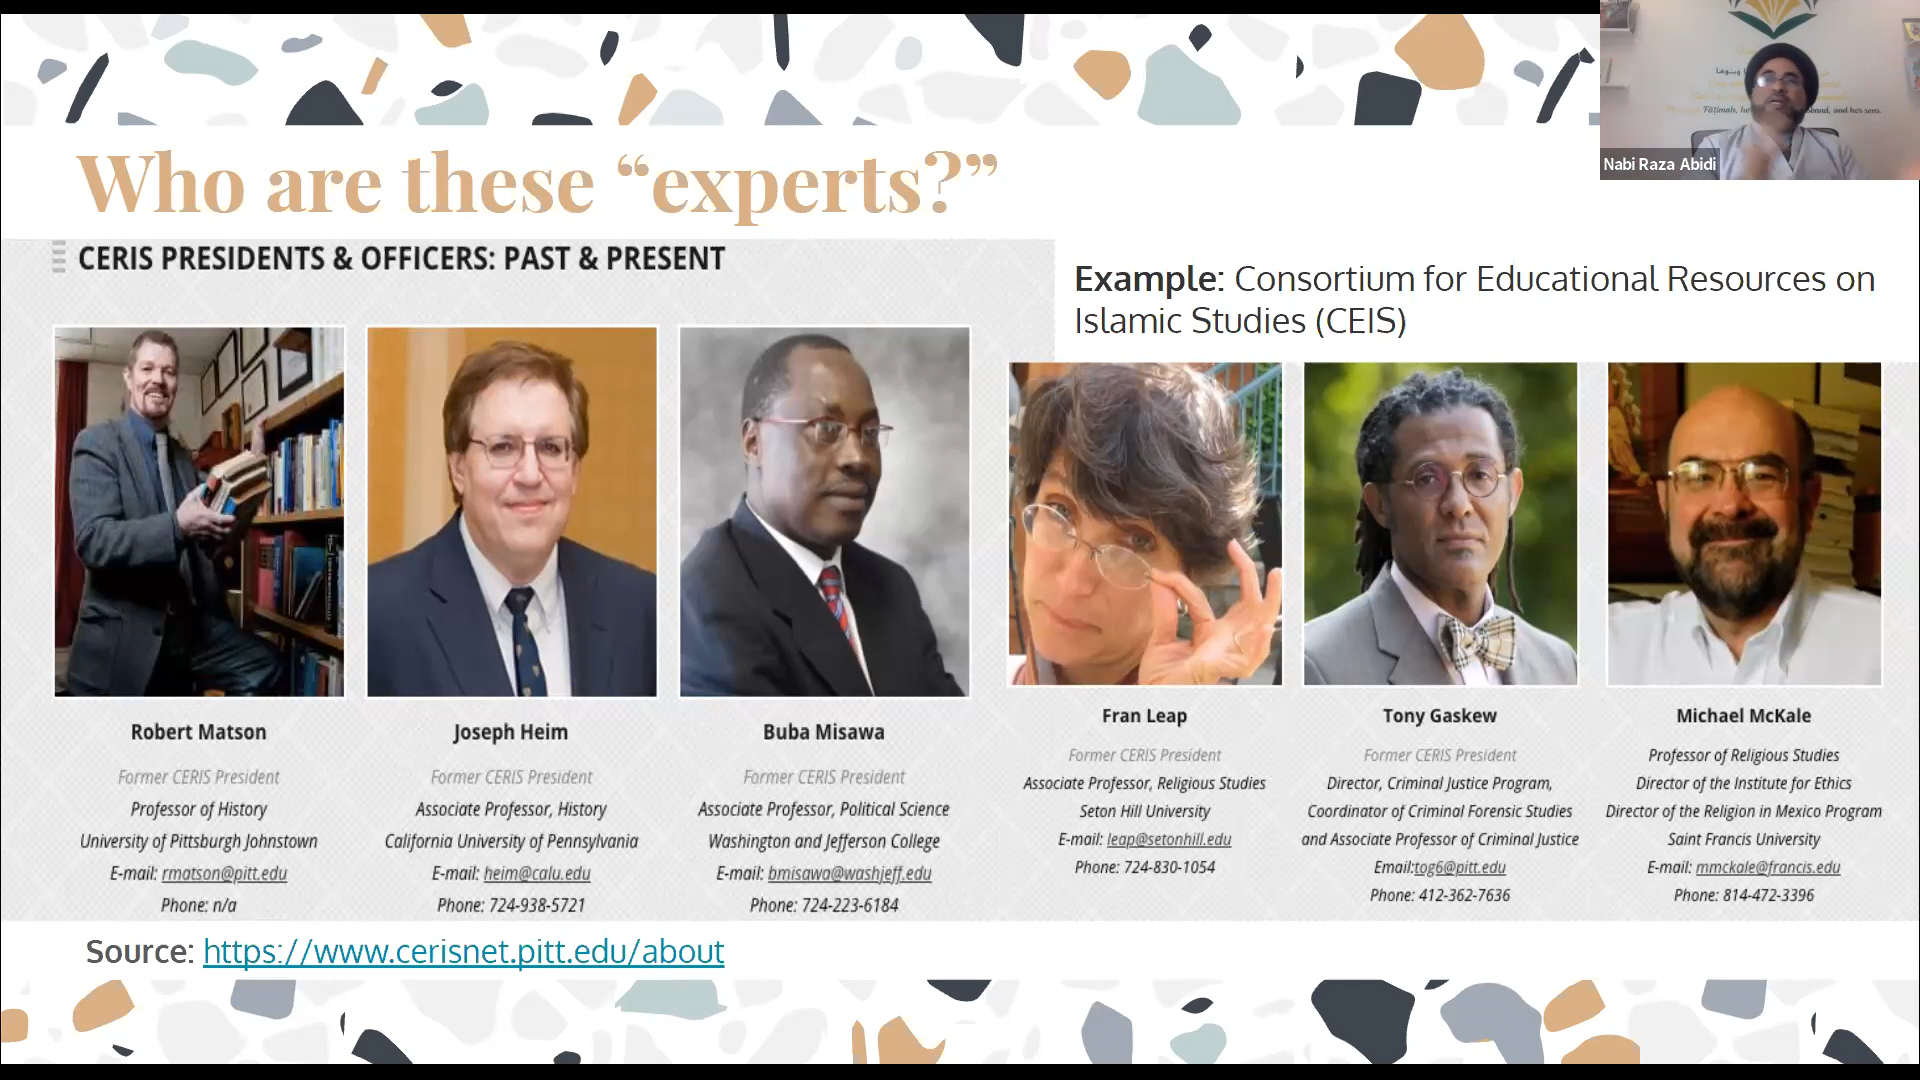 Who are these “experts?”
CERIS PRESIDENTS & OFFICERS: PAST & PRESENT
Example: Consortium for Educational Resources on
Islamic Studies (CEIS)
Robert Matson
Former CERIS President
Professor of History
University of Pittsburgh Johnstown
E-mail: rmatson@pitt.edu
Phone: n/a
Joseph Heim
Former CERIS President
Associate Professor, History
California University of Pennsylvania
E-mail: heim@calu.edu
Phone: 724-938-5721
Buba Misawa
Former CERIS President
Associate Professor, Political Science
Washington and Jefferson College
E-mail: bmisawa@washjeff.edu
Phone: 724-223-6184
Fran Leap
Former CERIS President
Associate Professor, Religious Studies
Seton Hill University
E-mail: leap@setonhill.edu
Phone: 724-830-1054
Tony Gaskew
Former CERIS President
Director, Criminal Justice Program,
Coordinator of Criminal Forensic Studies
and Associate Professor of Criminal Justice
Email:tog6@pitt.edu
Phone: 412-362-7636
Michael McKale
Professor of Religious Studies
Director of the Institute for Ethics
Director of the Religion in Mexico Program
Saint Francis University
E-mail: mmckale@francis.edu
Phone: 814-472-3396
Source: https://www.cerisnet.pitt.edu/about
Fatimah, and her sons.
Nabi Raza Abidi